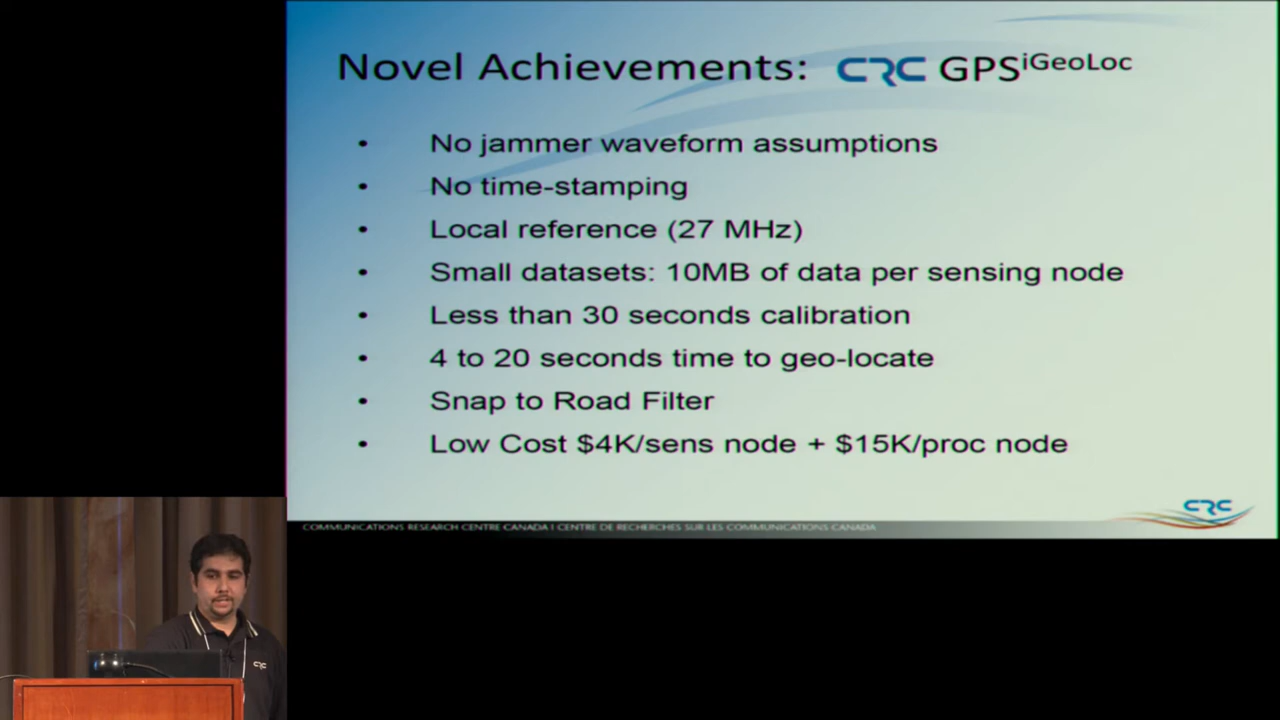 Novel Achievements: CRC GPSiGeoLoc
• No jammer waveform assumptions
• No time-stamping
• Local reference (27 MHz)
• Small datasets: 10MB of data per sensing node
• Less than 30 seconds calibration
• 4 to 20 seconds time to geo-locate
• Snap to Road Filter
• Low Cost $4K/sens node + $15K/proc node
CRC
COMMUNICATIONS RESEARCH CENTRE CANADA I CENTRE DE RECHERCHES SUR LES COMMUNICATIONS CANADA
CRC